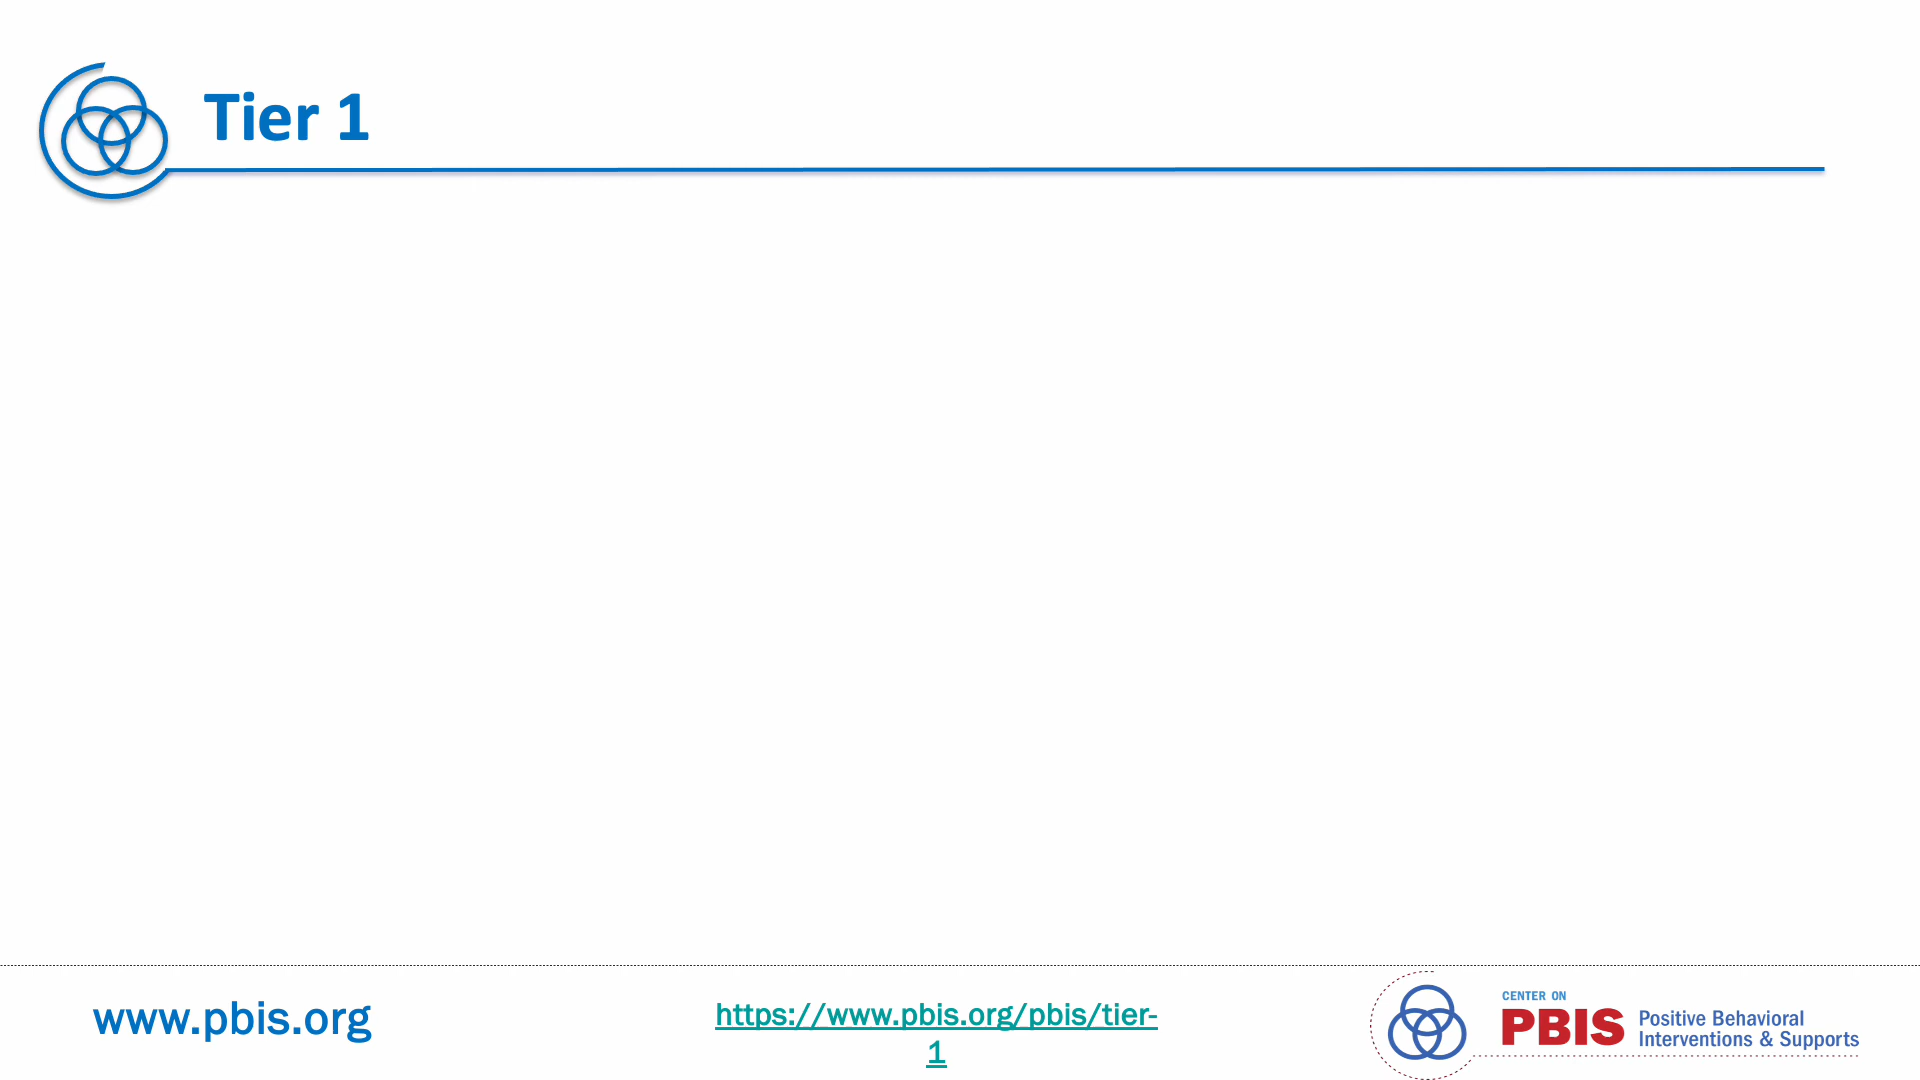 Tier 1
www.pbis.org
https://www.pbis.org/pbis/tier-
1
CENTER ON
PBIS
Positive Behavioral
Interventions & Supports